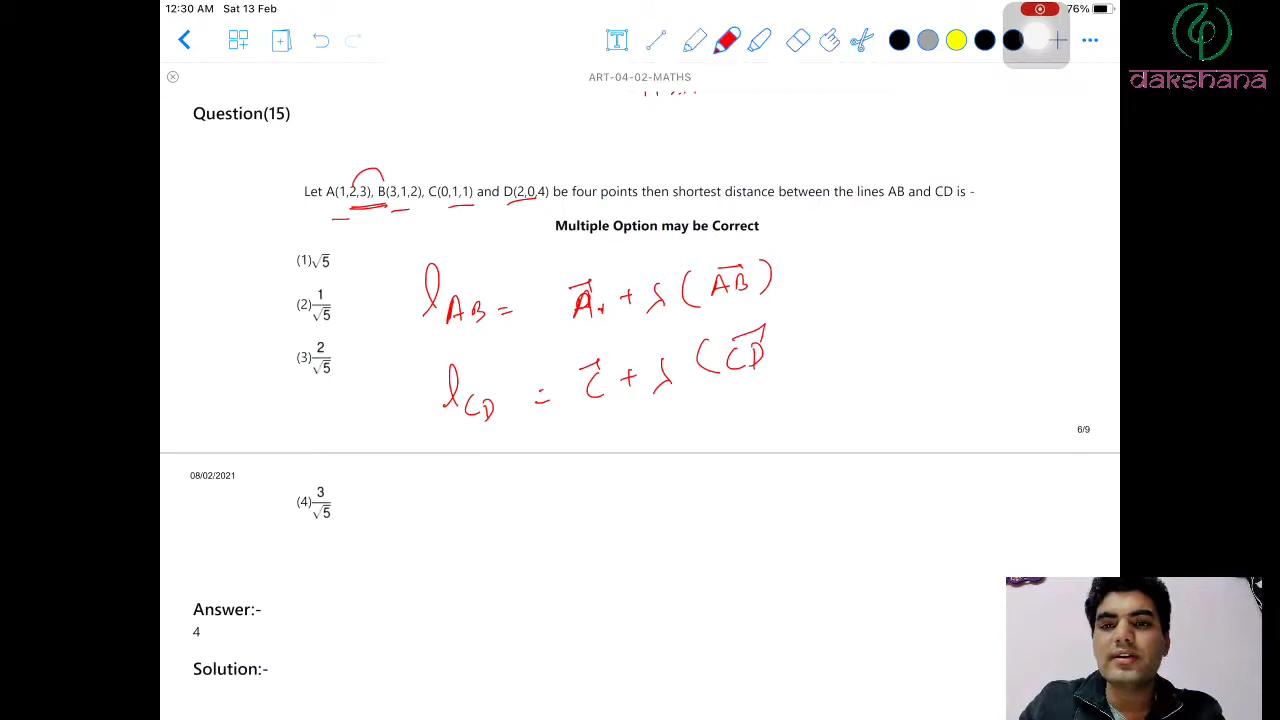 12:30 AM Sat 13 Feb
76%
dakshana
ART-04-02-MATHS
Question(15)
Let A(1,2,3), B(3,1,2), C(0,1,1) and D(2,0,4) be four points then shortest distance between the lines AB and CD is -
Multiple Option may be Correct
(1)√5
(2) 1/√5
(3) 2/√5
l AB = A + λ (AB)
l CD = C + λ (CD
6/9
08/02/2021
(4) 3/√5
Answer:-
4
Solution:-